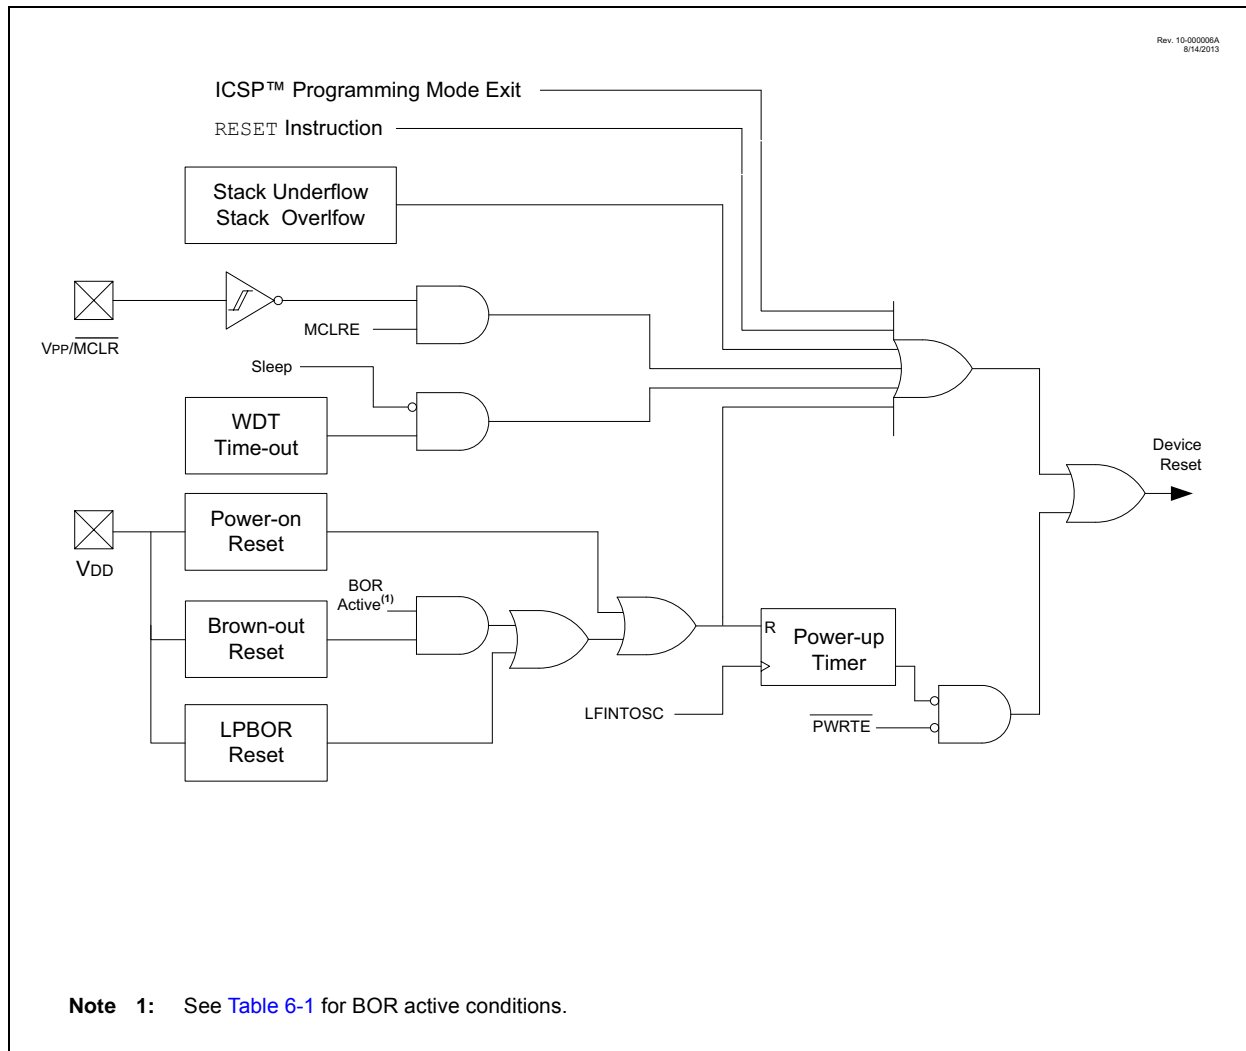 Rev. 10-000006A
8/14/2013
ICSP™ Programming Mode Exit
RESET Instruction
Stack Underflow
Stack Overlfow
VPP/MCLR
MCLRE
Sleep
WDT
Time-out
Device
Reset
VDD
Power-on
Reset
BOR
Active(1)
Brown-out
Reset
R
Power-up
Timer
LPBOR
Reset
LFINTOSC
PWRTE
Note 1: See Table 6-1 for BOR active conditions.